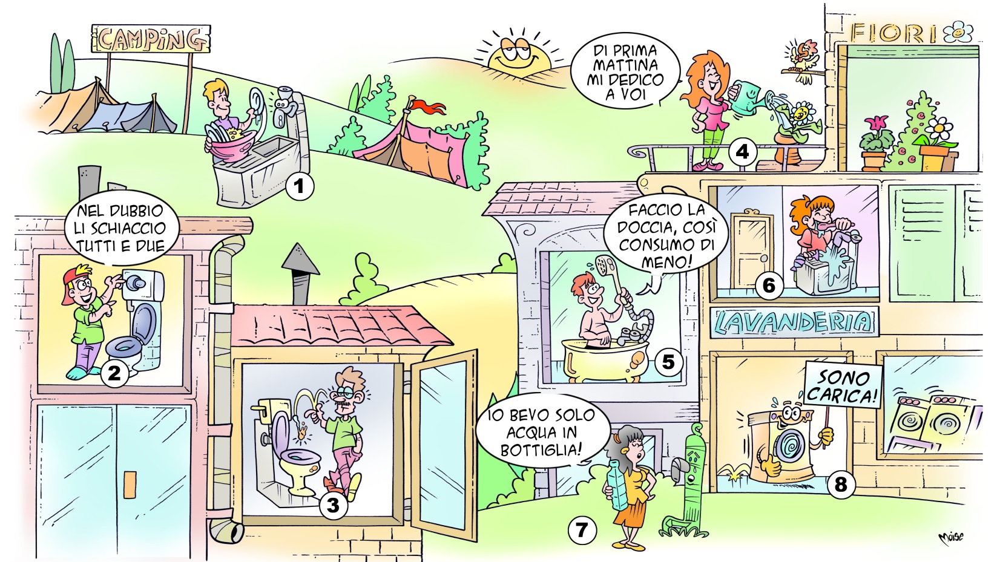 CAMPING
DI PRIMA
MATTINA
MI DEDICO
A VOI
FIORI
1
4
NEL DUBBIO
LI SCHIACCIO
TUTTI E DUE
2
FACCIO LA
DOCCIA, COSÌ
CONSUMO DI
MENO!
5
6
LAVANDERIA
3
IO BEVO SOLO
ACQUA IN
BOTTIGLIA!
7
SONO
CARICA!
8
Moise